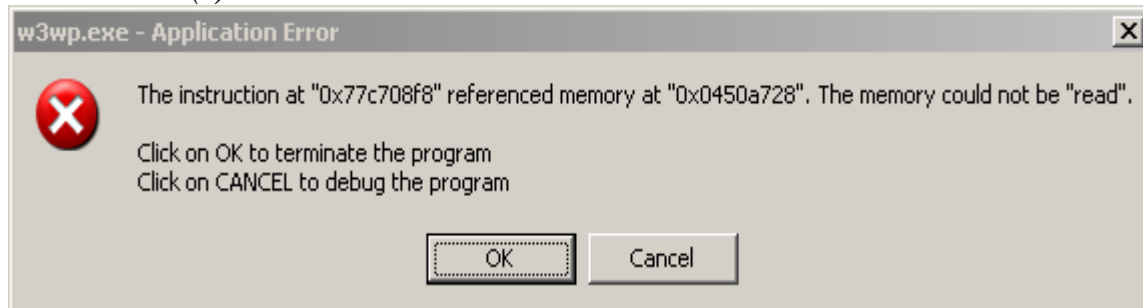 (s)
w3wp.exe - Application Error
The instruction at "0x77c708f8" referenced memory at "0x0450a728". The memory could not be "read".
Click on OK to terminate the program
Click on CANCEL to debug the program
OK
Cancel